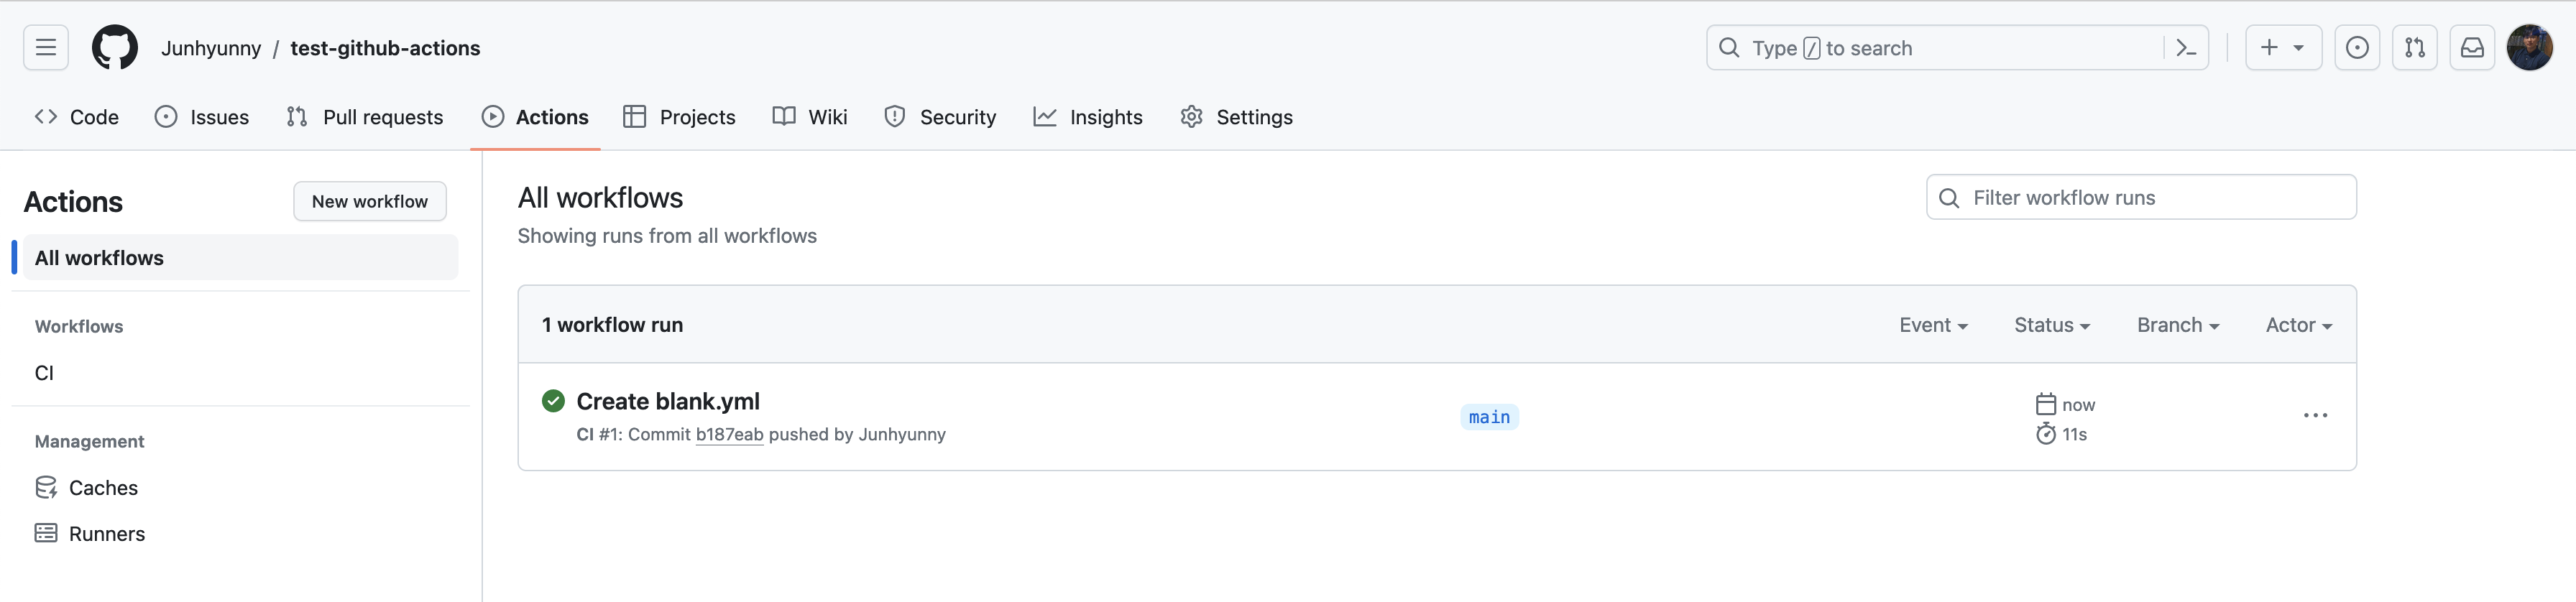 Junhyunny / test-github-actions
Type / to search
Code Issues Pull requests Actions Projects Wiki Security Insights Settings
Actions
New workflow
All workflows
Workflows
CI
Management
Caches
Runners
All workflows
Showing runs from all workflows
Filter workflow runs
1 workflow run
Event Status Branch Actor
Create blank.yml
CI #1: Commit b187eab pushed by Junhyunny
main
now
11s